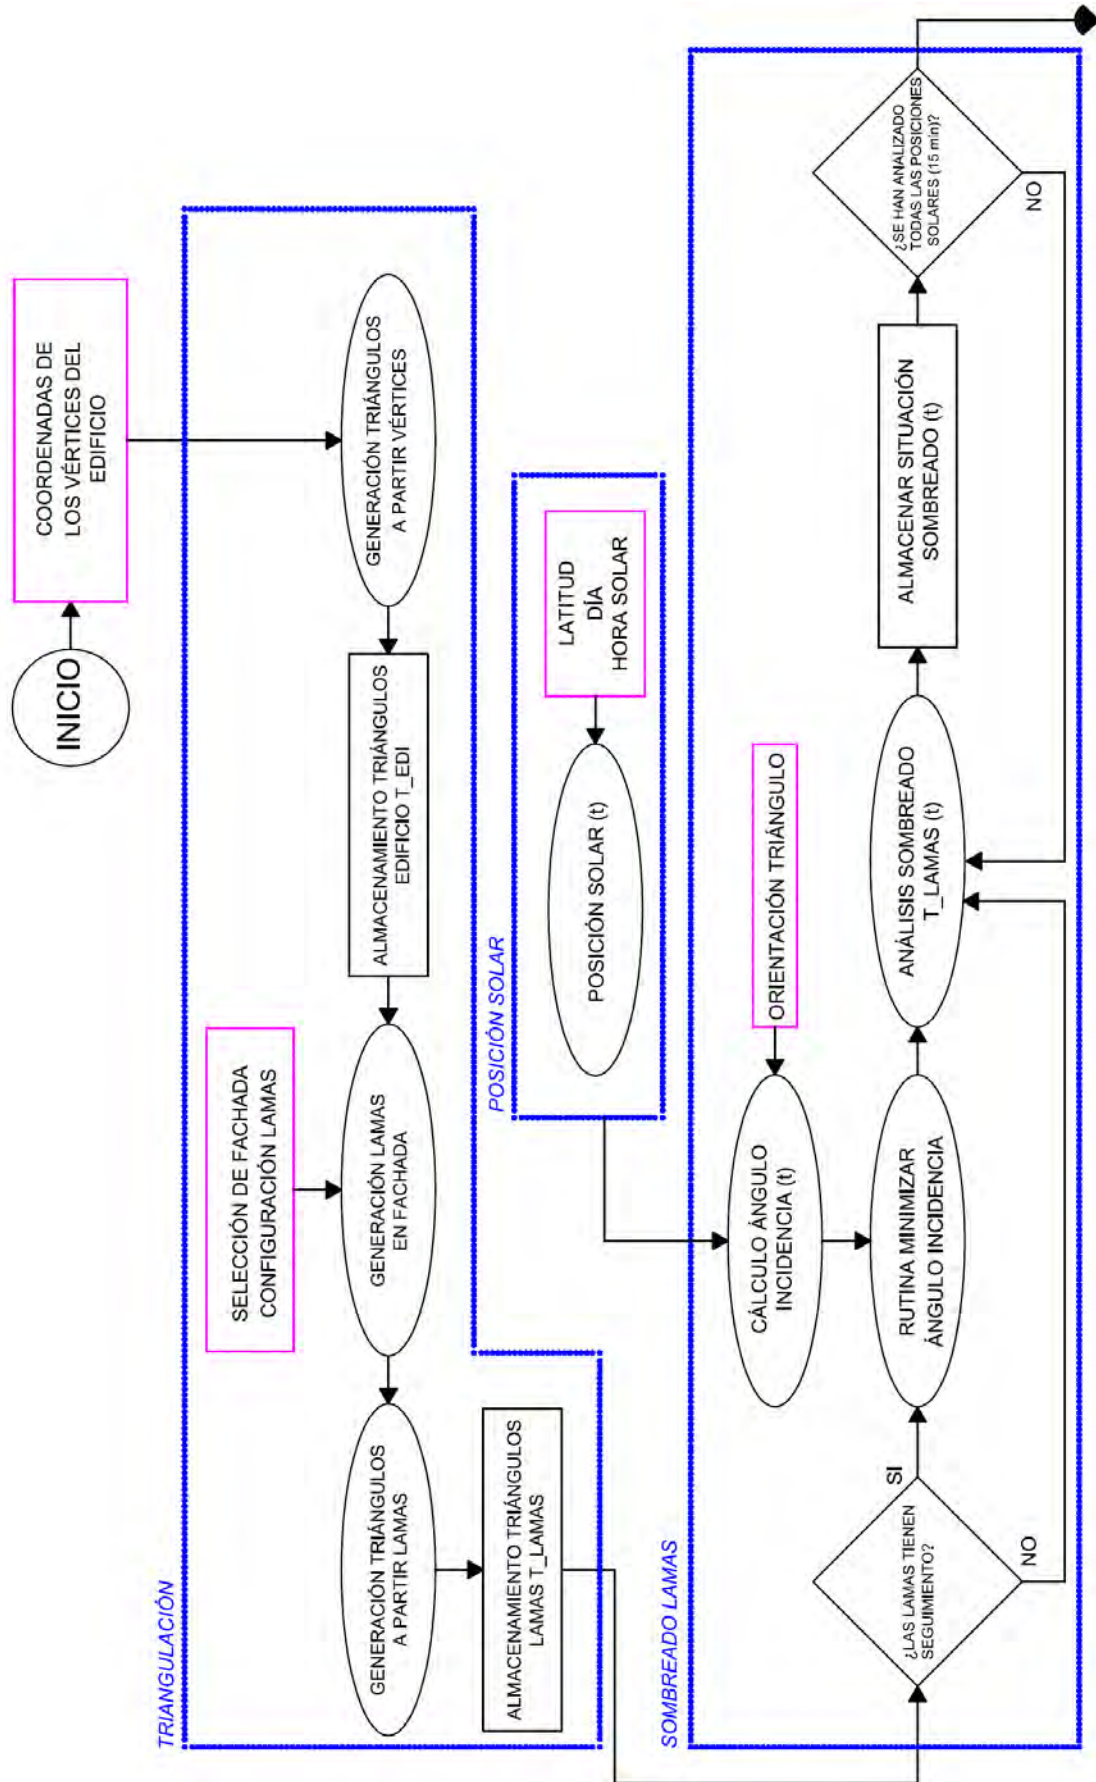 INICIO
COORDENADAS DE
LOS VÉRTICES DEL
EDIFICIO
TRIANGULACIÓN
SELECCIÓN DE FACHADA
CONFIGURACIÓN LAMAS
GENERACIÓN TRIÁNGULOS
A PARTIR VÉRTICES
ALMACENAMIENTO TRIÁNGULOS
EDIFICIO T_EDI
GENERACIÓN LAMAS
EN FACHADA
GENERACIÓN TRIÁNGULOS
A PARTIR LAMAS
ALMACENAMIENTO TRIÁNGULOS
LAMAS T_LAMAS
POSICIÓN SOLAR
LATITUD
DÍA
HORA SOLAR
POSICIÓN SOLAR (t)
SOMBREADO LAMAS
ORIENTACIÓN TRIÁNGULO
CÁLCULO ÁNGULO
INCIDENCIA (t)
¿LAS LAMAS TIENEN
SEGUIMIENTO?
SI
NO
RUTINA MINIMIZAR
ÁNGULO INCIDENCIA
ANÁLISIS SOMBREADO
T_LAMAS (t)
ALMACENAR SITUACIÓN
SOMBREADO (t)
¿SE HAN ANALIZADO
TODAS LAS POSICIONES
SOLARES (15 min)?
NO